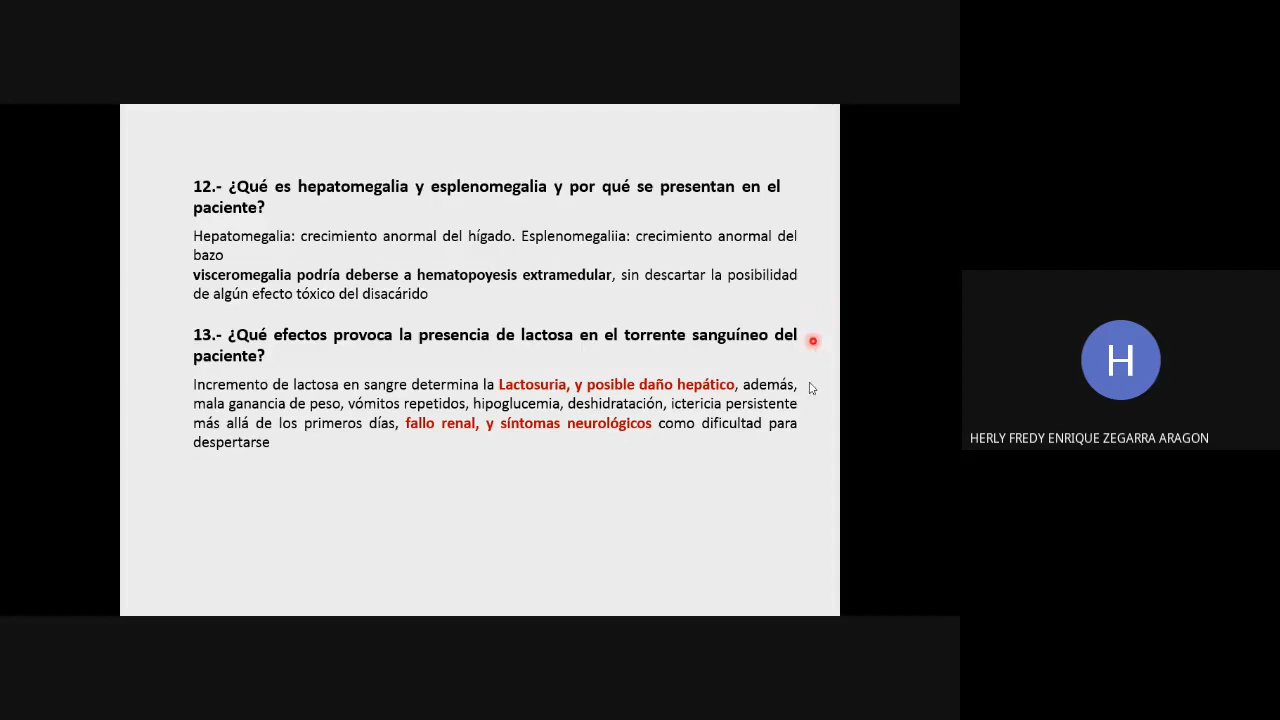 12.- ¿Qué es hepatomegalia y esplenomegalia y por qué se presentan en el
paciente?
Hepatomegalia: crecimiento anormal del hígado. Esplenomegaliia: crecimiento anormal del
bazo
visceromegalia podría deberse a hematopoyesis extramedular, sin descartar la posibilidad
de algún efecto tóxico del disacárido
13.- ¿Qué efectos provoca la presencia de lactosa en el torrente sanguíneo del
paciente?
Incremento de lactosa en sangre determina la Lactosuria, y posible daño hepático, además,
mala ganancia de peso, vómitos repetidos, hipoglucemia, deshidratación, ictericia persistente
más allá de los primeros días, fallo renal, y síntomas neurológicos como dificultad para
despertarse
H
HERLY FREDY ENRIQUE ZEGARRA ARAGON